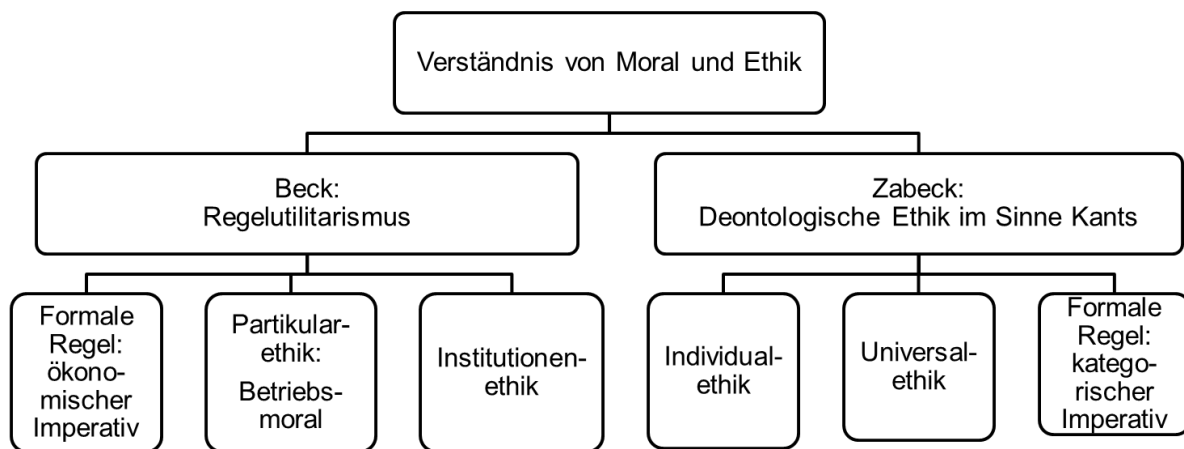 Verständnis von Moral und Ethik
Beck:
Regelutilitarismus
Zabeck:
Deontologische Ethik im Sinne Kants
Formale
Regel:
ökono-
mischer
Imperativ
Partikular-
ethik:
Betriebs-
moral
Institutionen-
ethik
Individual-
ethik
Universal-
ethik
Formale
Regel:
katego-
rischer
Imperativ